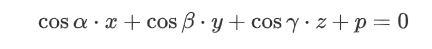 cos α · x + cos β · y + cos γ · z + p = 0